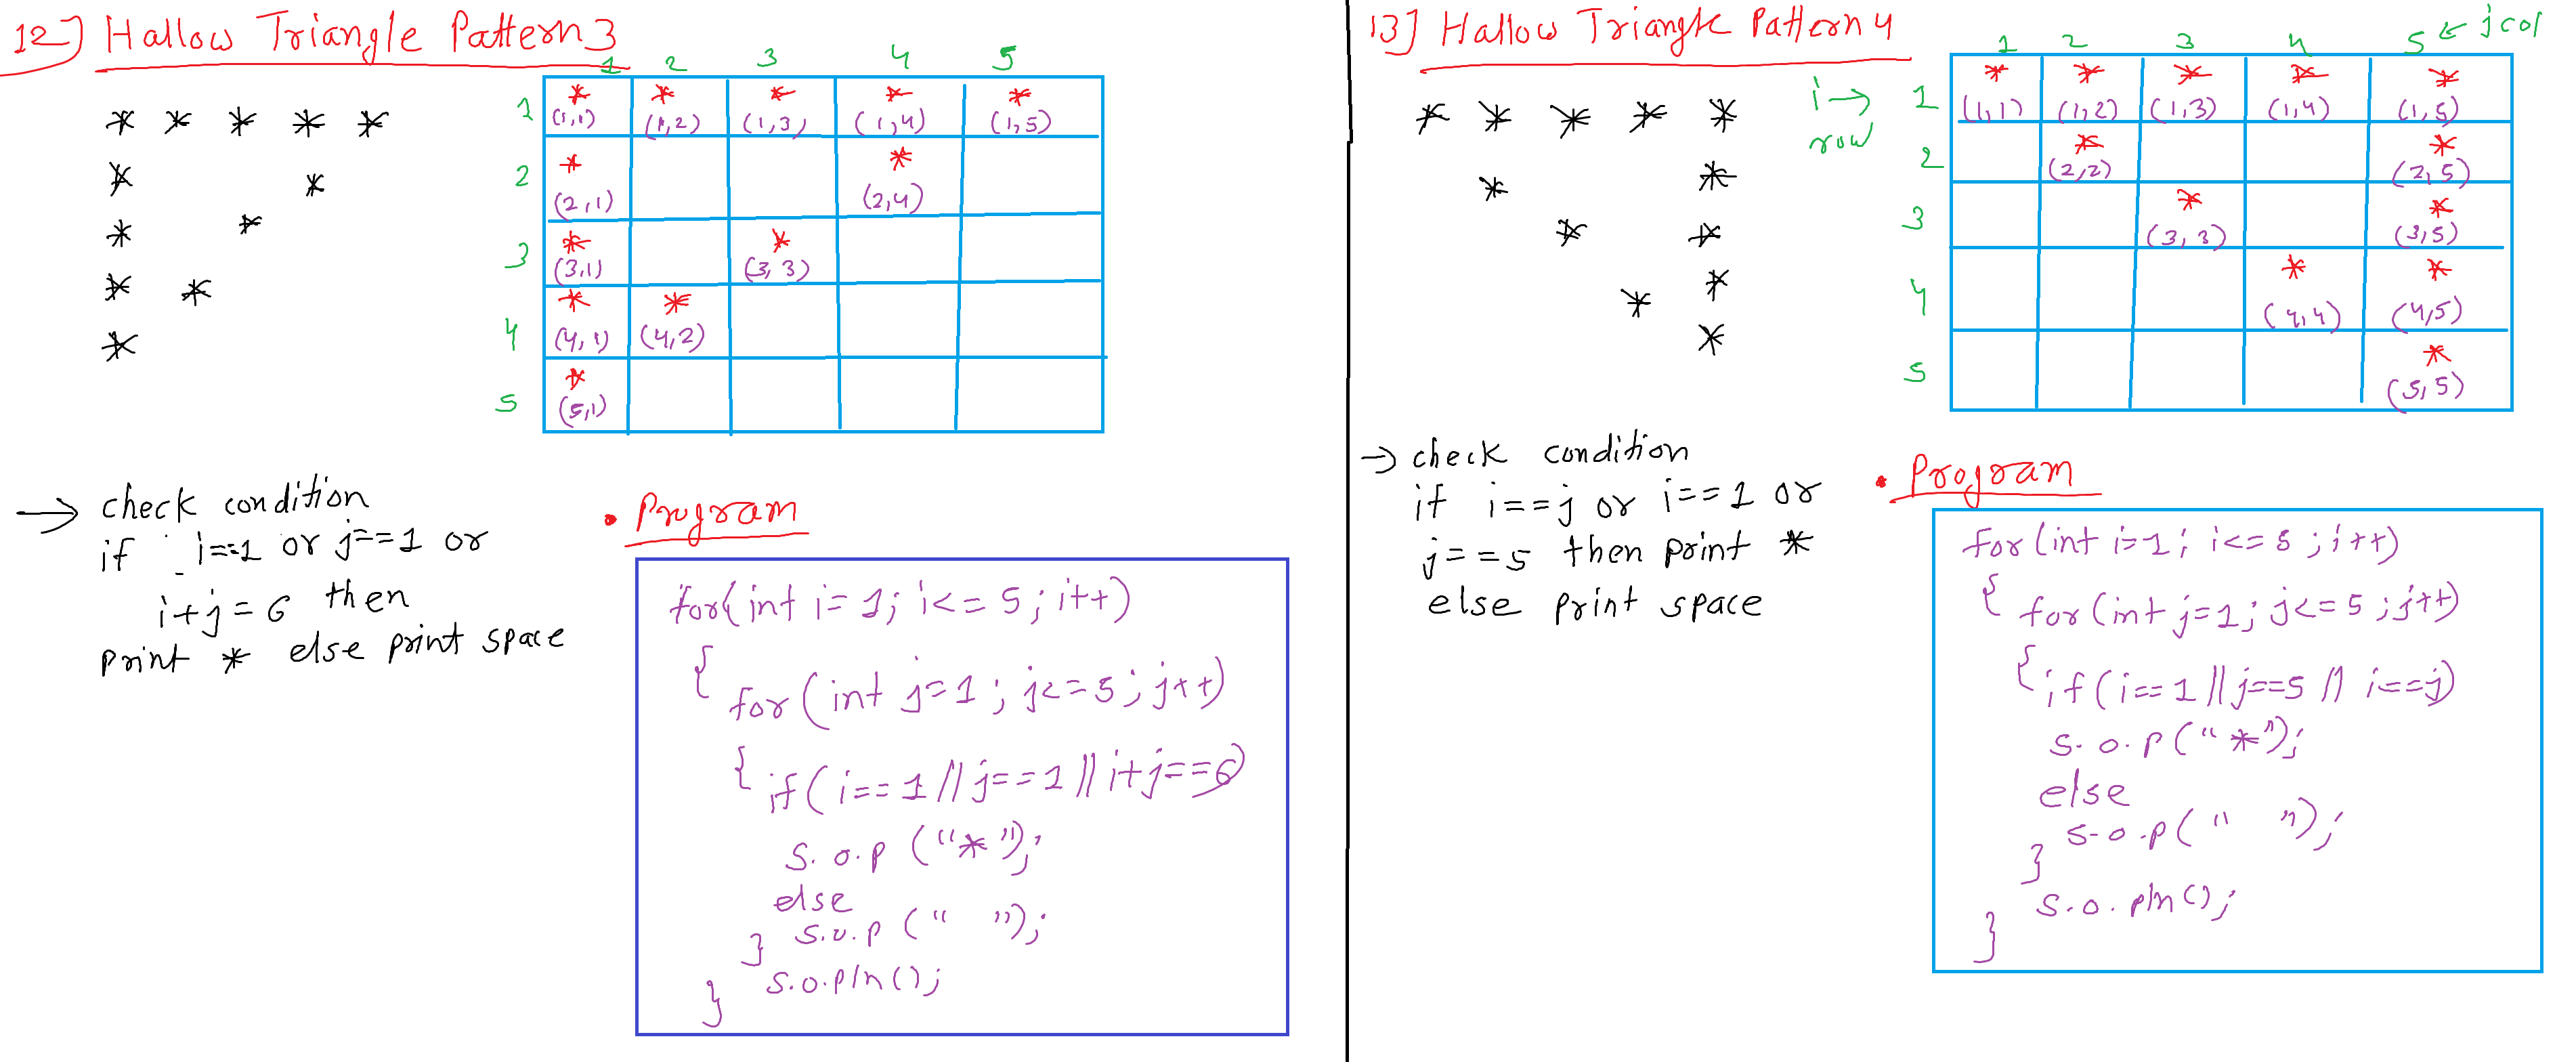 12] Hallow Triangle Pattern 3
1 2 3 4 5
* * * * *
* *
* *
* *
*
1 * * * * *
(1,1) (1,2) (1,3) (1,4) (1,5)
2 * *
(2,1) (2,4)
3 * *
(3,1) (3,3)
4 * *
(4,1) (4,2)
5 *
(5,1)
→ check condition
if i==1 or j==1 or
i+j=6 then
print * else print space
• Program
for(int i=1; i<=5; i++)
{
for(int j=1; j<=5; j++)
{ if(i==1 || j==1 || i+j==6)
s.o.p ("*");
else
} s.o.p (" ");
s.o.pln();
}
13] Hallow Triangle Pattern 4
1 2 3 4 5 ← j col
* * * * *
* *
* *
* *
*
i → row
1 * * * * *
(1,1) (1,2) (1,3) (1,4) (1,5)
2 * *
(2,2) (2,5)
3 * *
(3,3) (3,5)
4 * *
(4,4) (4,5)
5 *
(5,5)
→ check condition
if i==j or i==1 or
j==5 then print *
else print space
• Program
for(int i=1; i<=5; i++)
{ for(int j=1; j<=5; j++)
{ if(i==1 || j==5 || i==j)
s.o.p("*");
else
} s.o.p(" ");
s.o.pln();
}